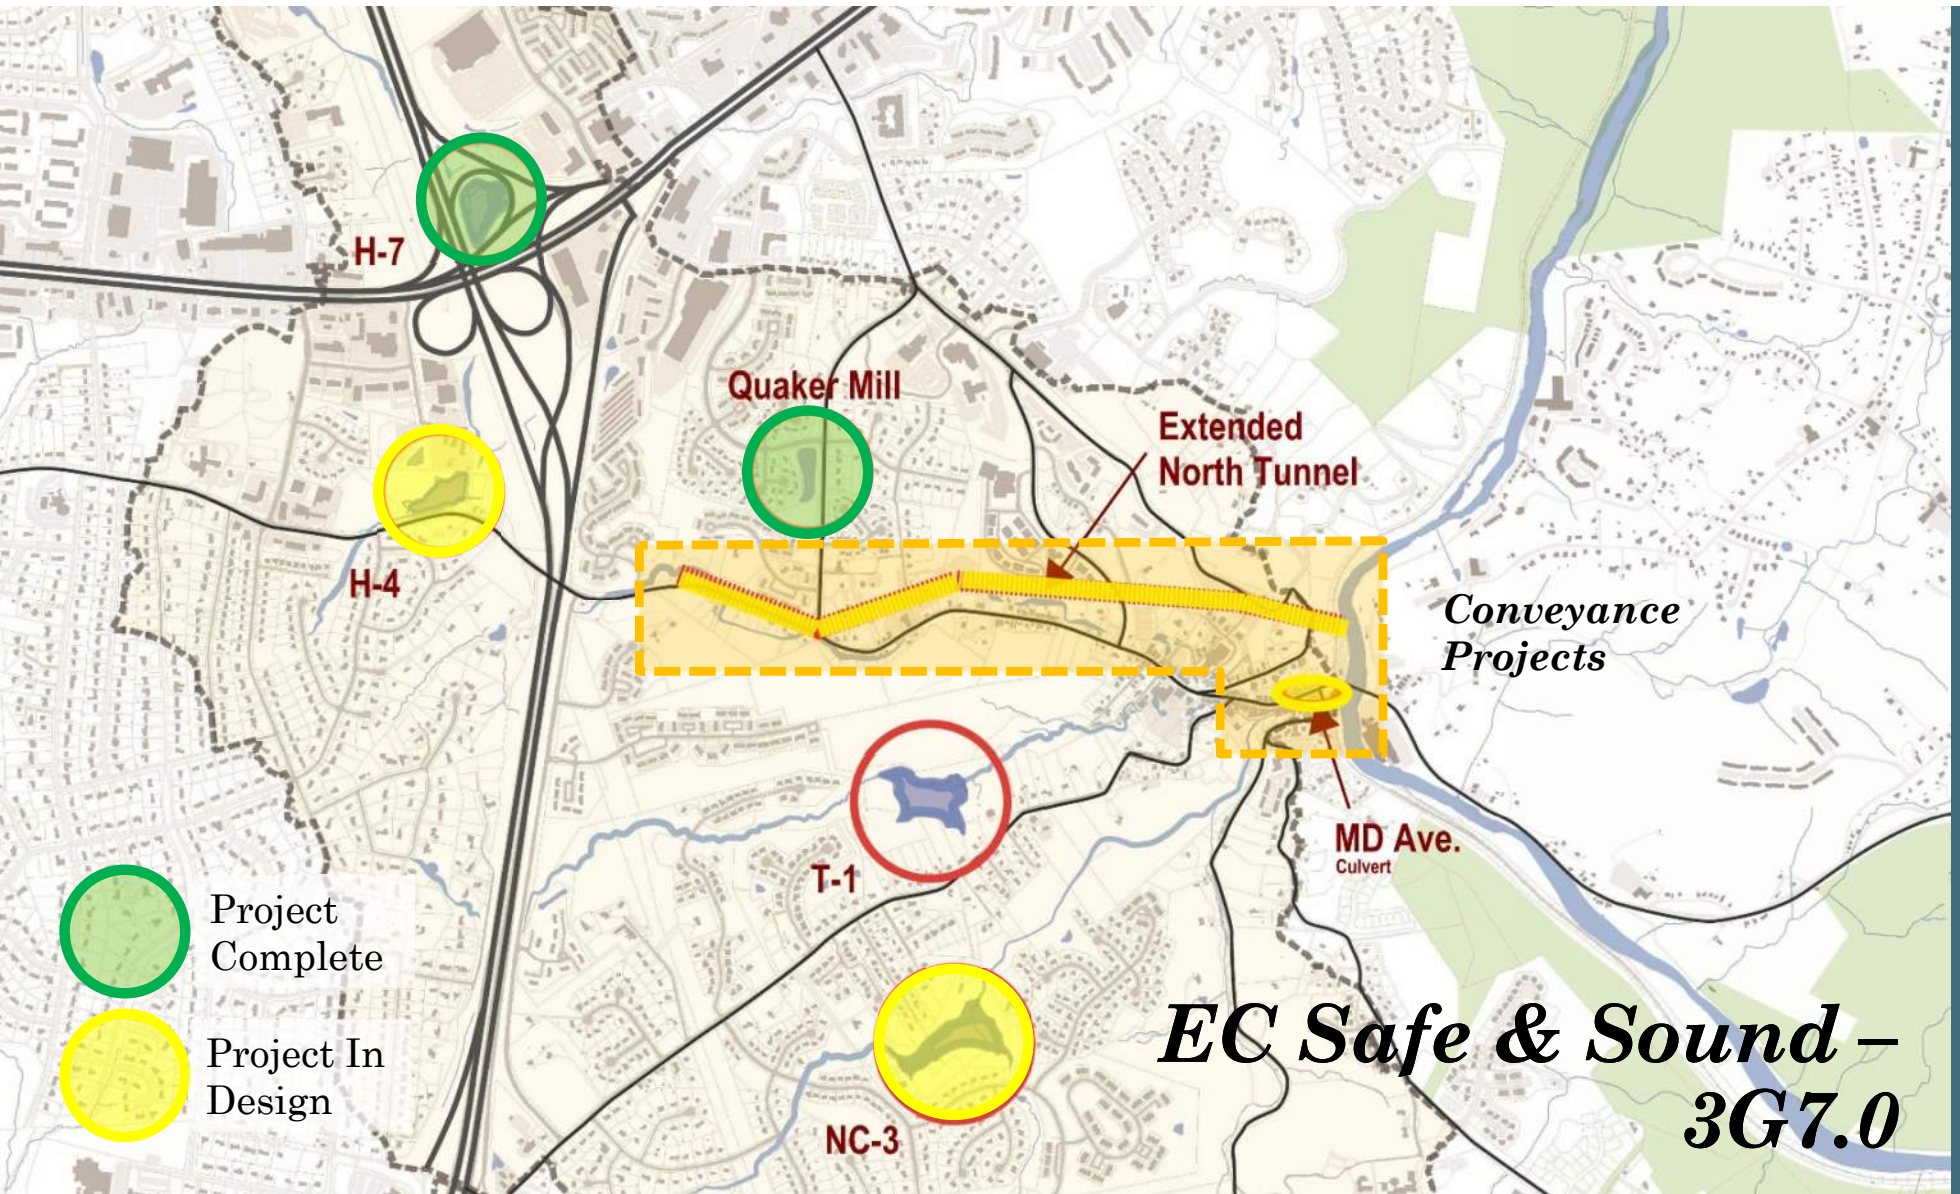 H-7
Quaker Mill
Extended
North Tunnel
H-4
Conveyance
Projects
MD Ave.
Culvert
T-1
Project
Complete
Project In
Design
NC-3
EC Safe & Sound –
3G7.0